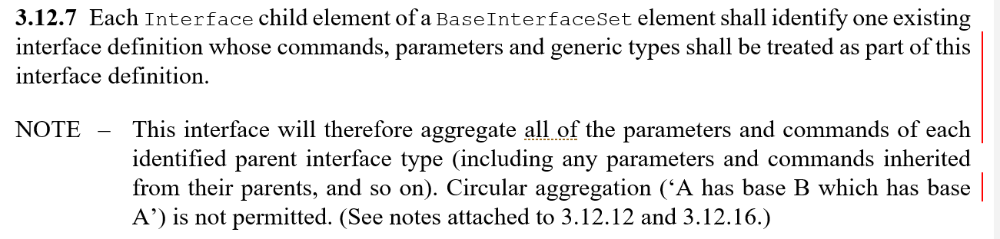 3.12.7 Each Interface child element of a BaseInterfaceSet element shall identify one existing
interface definition whose commands, parameters and generic types shall be treated as part of this
interface definition.
NOTE – This interface will therefore aggregate all of the parameters and commands of each
identified parent interface type (including any parameters and commands inherited
from their parents, and so on). Circular aggregation (‘A has base B which has base
A’) is not permitted. (See notes attached to 3.12.12 and 3.12.16.)